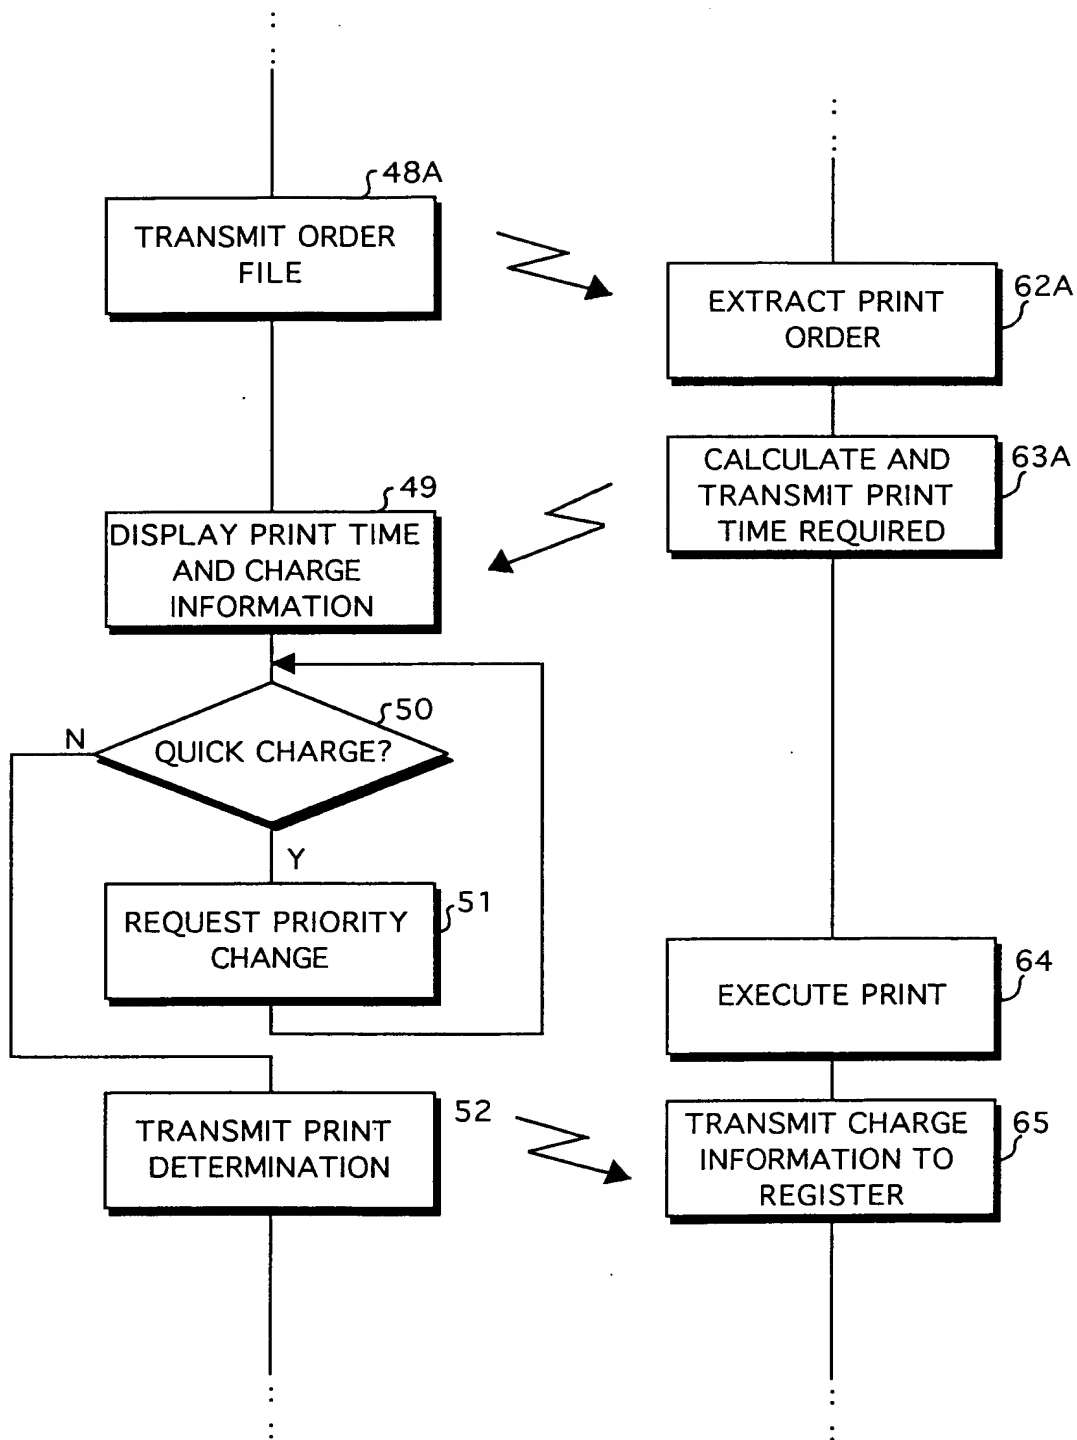 48A
TRANSMIT ORDER
FILE
62A
EXTRACT PRINT
ORDER
63A
CALCULATE AND
TRANSMIT PRINT
TIME REQUIRED
49
DISPLAY PRINT TIME
AND CHARGE
INFORMATION
50
N
QUICK CHARGE?
Y
51
REQUEST PRIORITY
CHANGE
64
EXECUTE PRINT
52
TRANSMIT PRINT
DETERMINATION
65
TRANSMIT CHARGE
INFORMATION TO
REGISTER